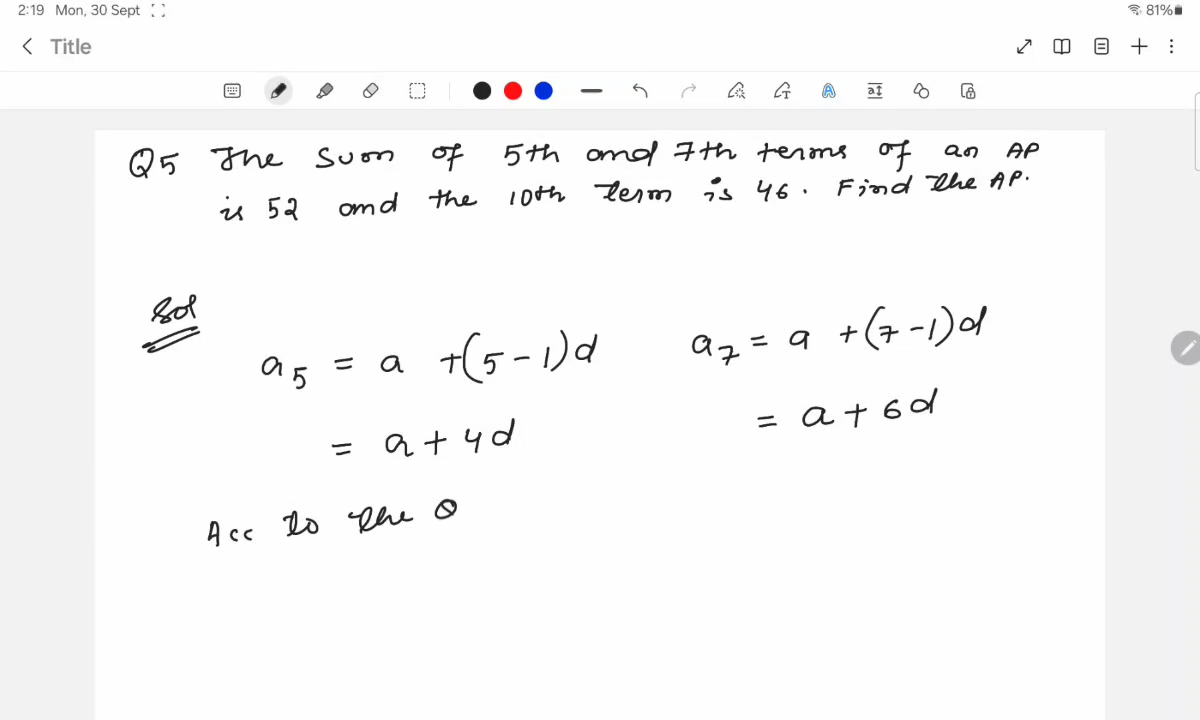 2:19 Mon, 30 Sept
81%
Title
Q5 The sum of 5th and 7th terms of an AP
is 52 and the 10th term is 46. Find the AP.
Sol
a5 = a + (5 - 1)d
a7 = a + (7 - 1)d
= a + 4d
= a + 6d
Acc to the Q